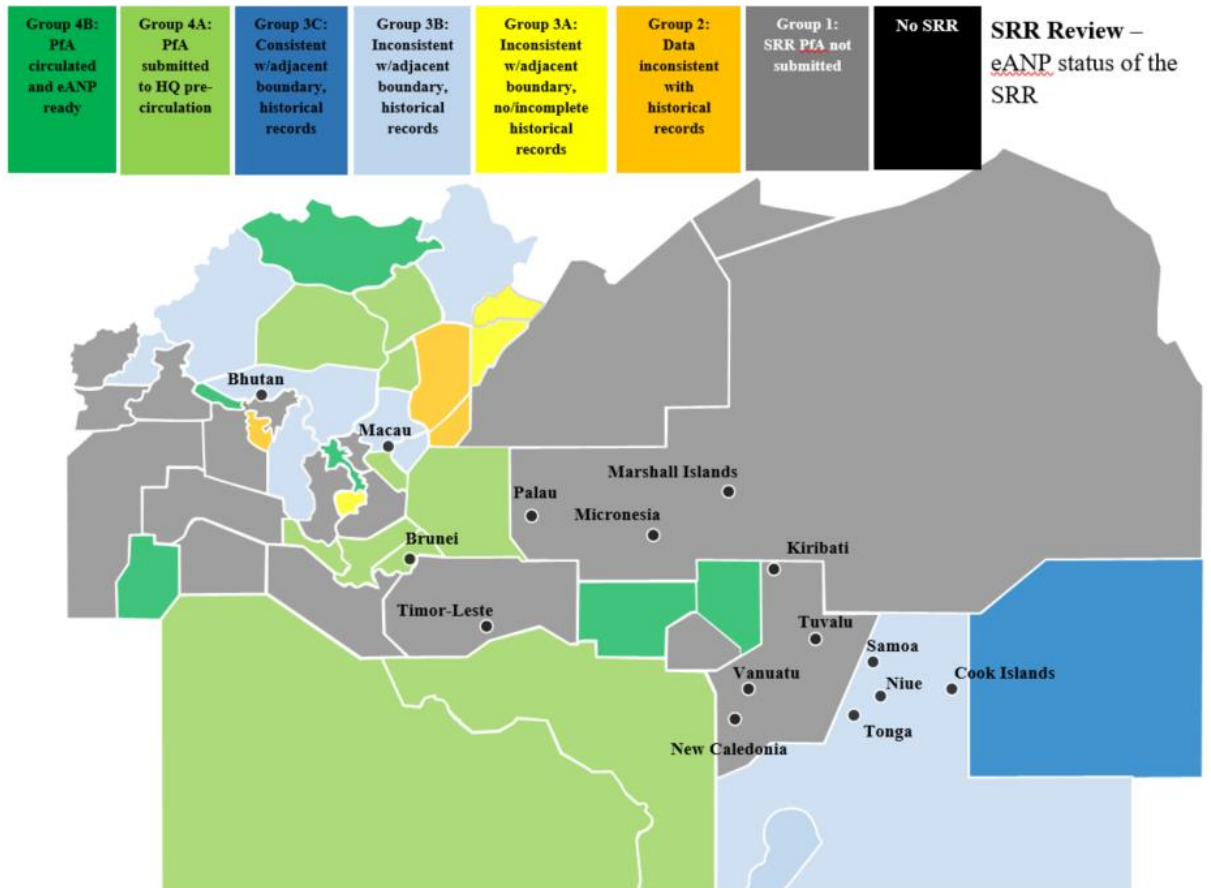 Group 4B:
PfA
circulated
and eANP
ready
Group 4A:
PfA
submitted
to HQ pre-
circulation
Group 3C:
Consistent
w/adjacent
boundary,
historical
records
Group 3B:
Inconsistent
w/adjacent
boundary,
historical
records
Group 3A:
Inconsistent
w/adjacent
boundary,
no/incomplete
historical
records
Group 2:
Data
inconsistent
with
historical
records
Group 1:
SRR PfA not
submitted
No SRR
SRR Review –
eANP status of the
SRR
Bhutan
Macau
Marshall Islands
Palau
Micronesia
Brunei
Kiribati
Timor-Leste
Tuvalu
Samoa
Vanuatu
Niue
Cook Islands
Tonga
New Caledonia